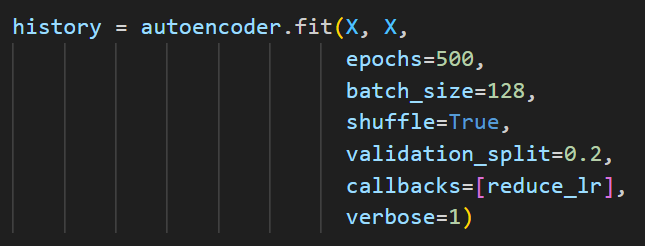 history = autoencoder.fit(X, X,
epochs=500,
batch_size=128,
shuffle=True,
validation_split=0.2,
callbacks=[reduce_lr],
verbose=1)